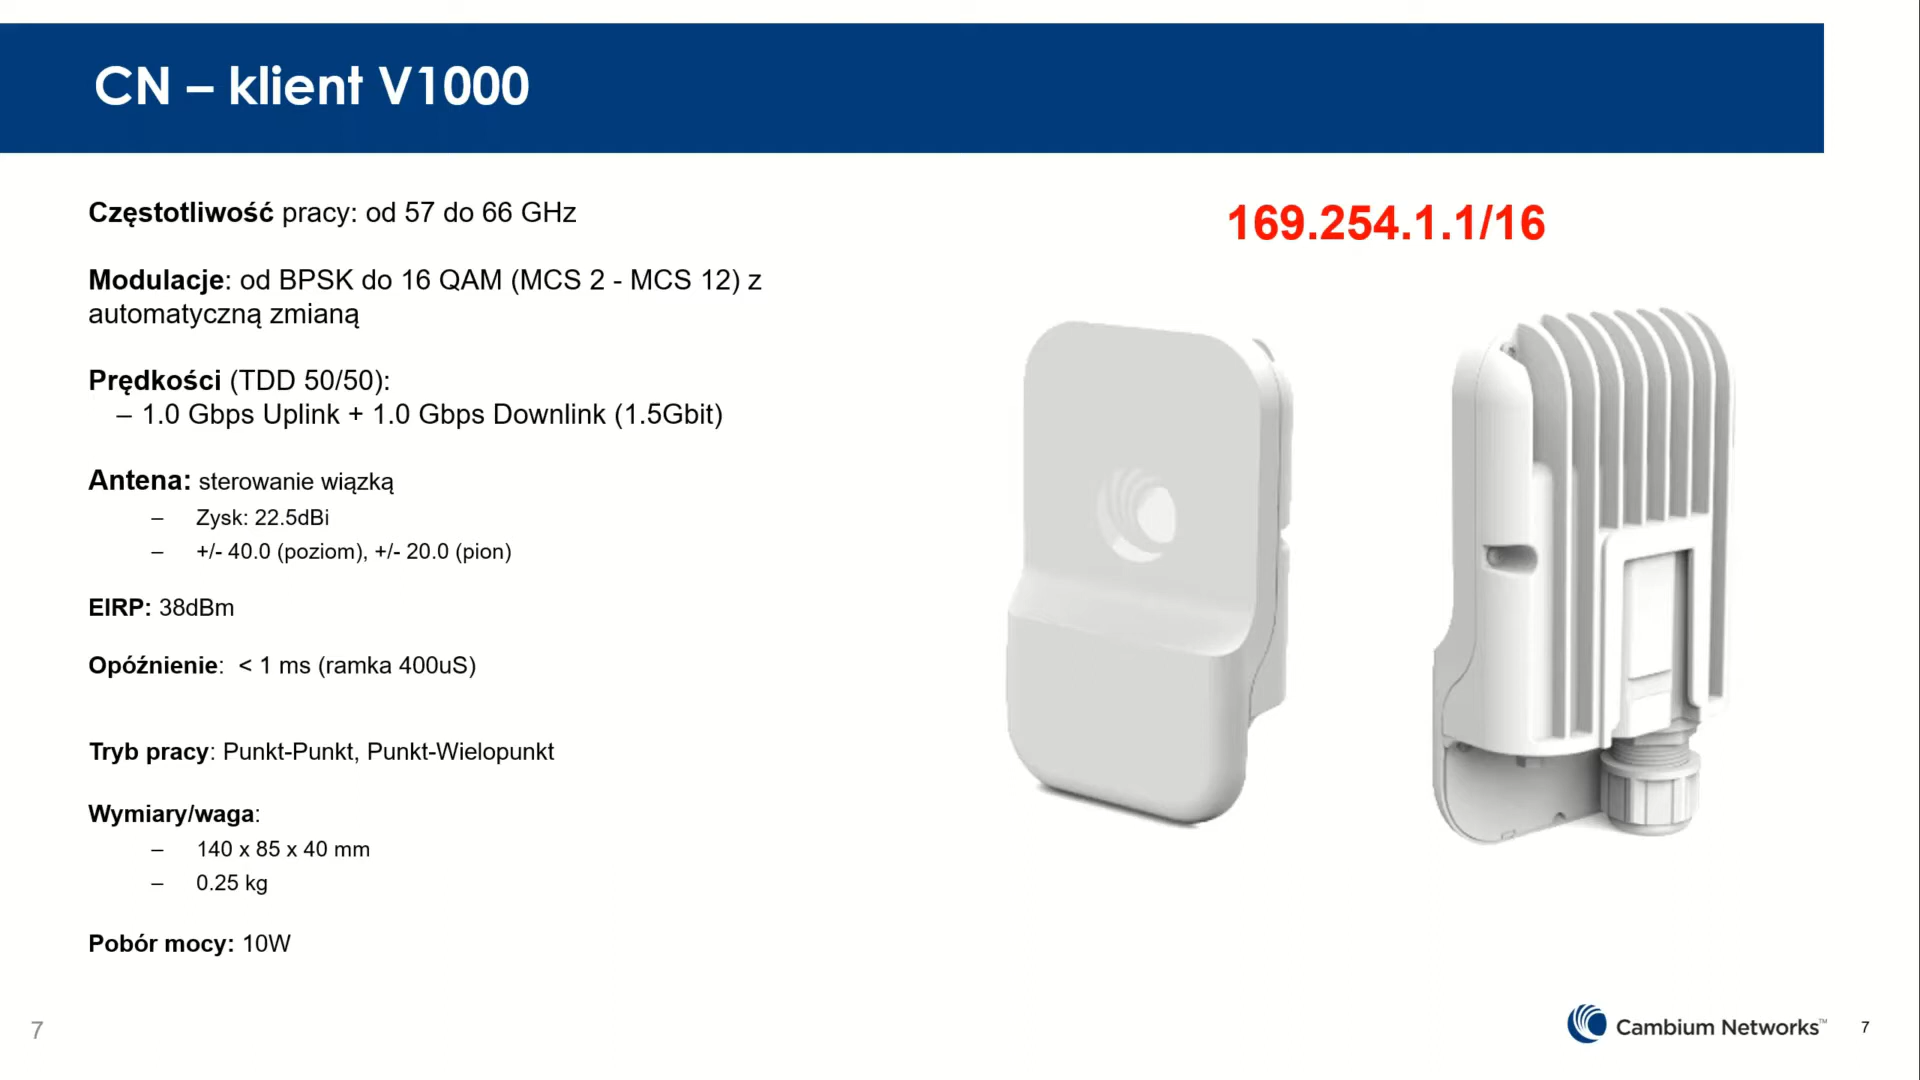 CN – klient V1000
Częstotliwość pracy: od 57 do 66 GHz
Modulacje: od BPSK do 16 QAM (MCS 2 - MCS 12) z
automatyczną zmianą
Prędkości (TDD 50/50):
– 1.0 Gbps Uplink + 1.0 Gbps Downlink (1.5Gbit)
Antena: sterowanie wiązką
– Zysk: 22.5dBi
– +/- 40.0 (poziom), +/- 20.0 (pion)
EIRP: 38dBm
Opóźnienie: < 1 ms (ramka 400uS)
Tryb pracy: Punkt-Punkt, Punkt-Wielopunkt
Wymiary/waga:
– 140 x 85 x 40 mm
– 0.25 kg
Pobór mocy: 10W
169.254.1.1/16
7
Cambium Networks™
7